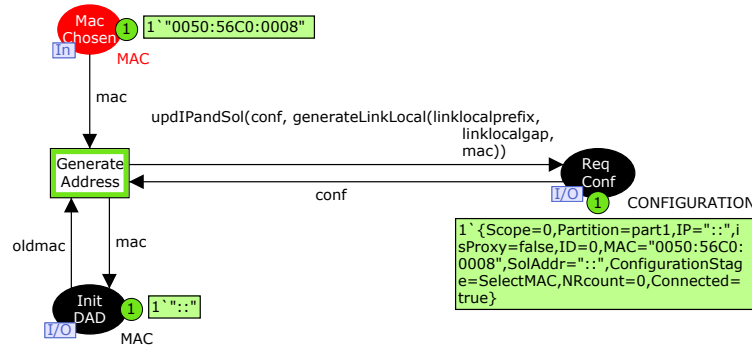 Mac
Chosen
1
1`"0050:56C0:0008"
In
MAC
mac
updIPandSol(conf, generateLinkLocal(linklocalprefix,
linklocalgap,
mac))
Generate
Address
Req
Conf
conf
I/O
1
CONFIGURATION
oldmac
mac
1`{Scope=0,Partition=part1,IP="::",i
sProxy=false,ID=0,MAC="0050:56C0:
0008",SolAddr="::",ConfigurationStag
e=SelectMAC,NRcount=0,Connected=
true}
Init
DAD
1
1`"::"
I/O
MAC